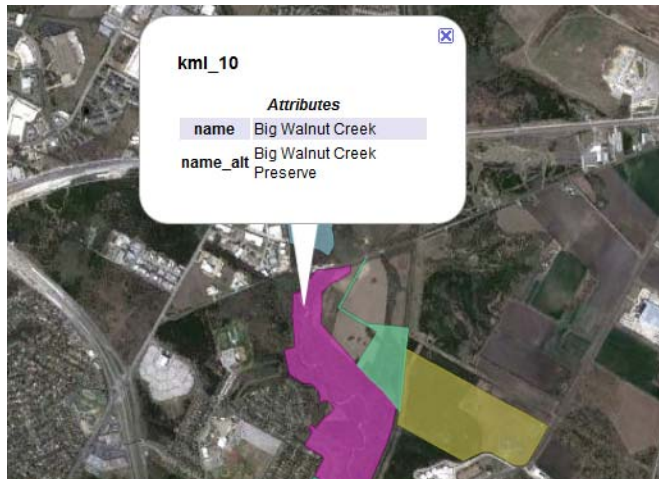 kml_10
Attributes
name Big Walnut Creek
name_alt Big Walnut Creek
Preserve